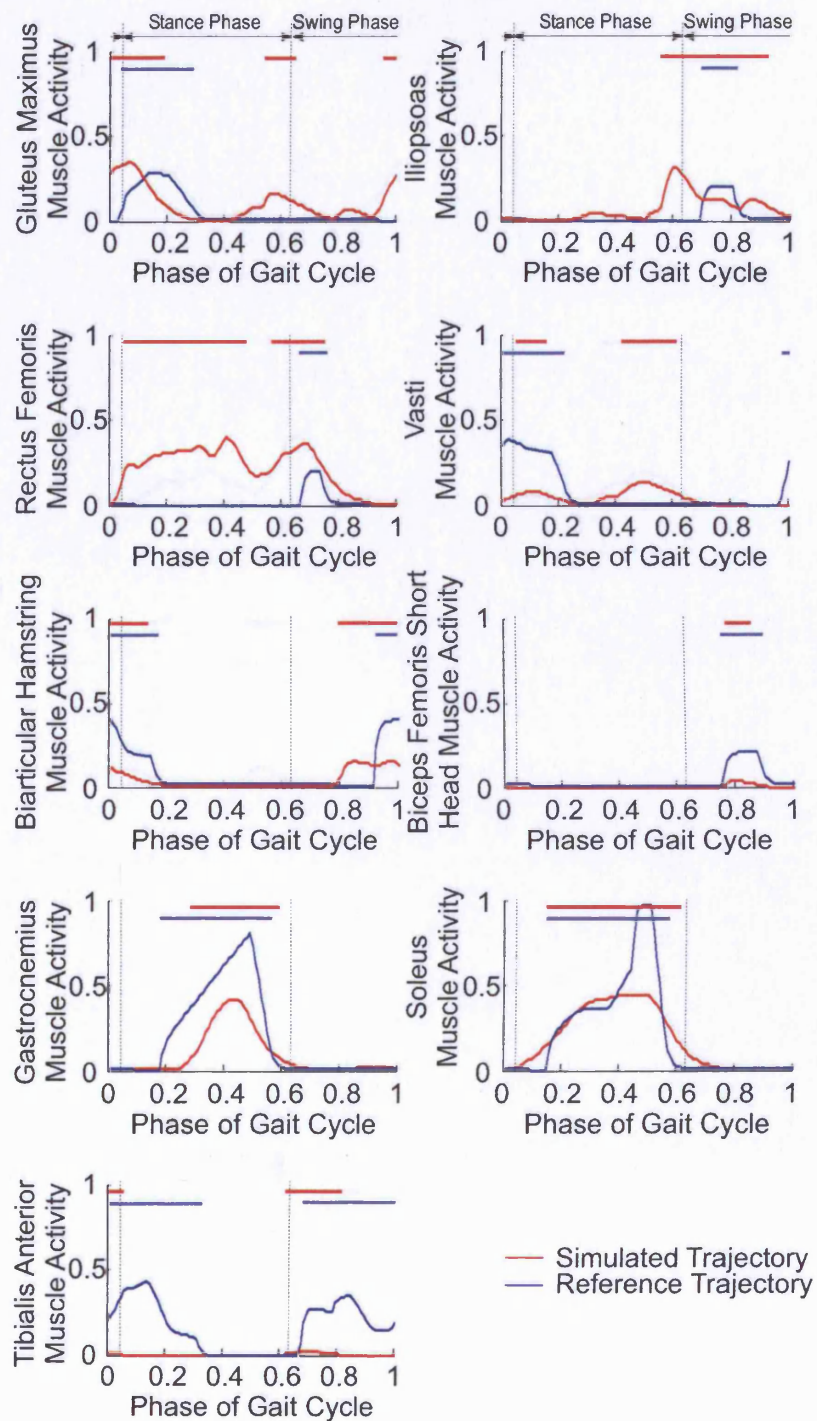 Stance Phase Swing Phase
Stance Phase Swing Phase
Gluteus Maximus
Muscle Activity
1
0.5
0
0 0.2 0.4 0.6 0.8 1
Phase of Gait Cycle
Iliopsoas
Muscle Activity
1
0.5
0
0 0.2 0.4 0.6 0.8 1
Phase of Gait Cycle
Rectus Femoris
Muscle Activity
1
0.5
0
0 0.2 0.4 0.6 0.8 1
Phase of Gait Cycle
Vasti
Muscle Activity
1
0.5
0
0 0.2 0.4 0.6 0.8 1
Phase of Gait Cycle
Biarticular Hamstring
Muscle Activity
1
0.5
0
0 0.2 0.4 0.6 0.8 1
Phase of Gait Cycle
Biceps Femoris Short
Head Muscle Activity
1
0.5
0
0 0.2 0.4 0.6 0.8 1
Phase of Gait Cycle
Gastrocnemius
Muscle Activity
1
0.5
0
0 0.2 0.4 0.6 0.8 1
Phase of Gait Cycle
Soleus
Muscle Activity
1
0.5
0
0 0.2 0.4 0.6 0.8 1
Phase of Gait Cycle
Tibialis Anterior
Muscle Activity
1
0.5
0
0 0.2 0.4 0.6 0.8 1
Phase of Gait Cycle
Simulated Trajectory
Reference Trajectory